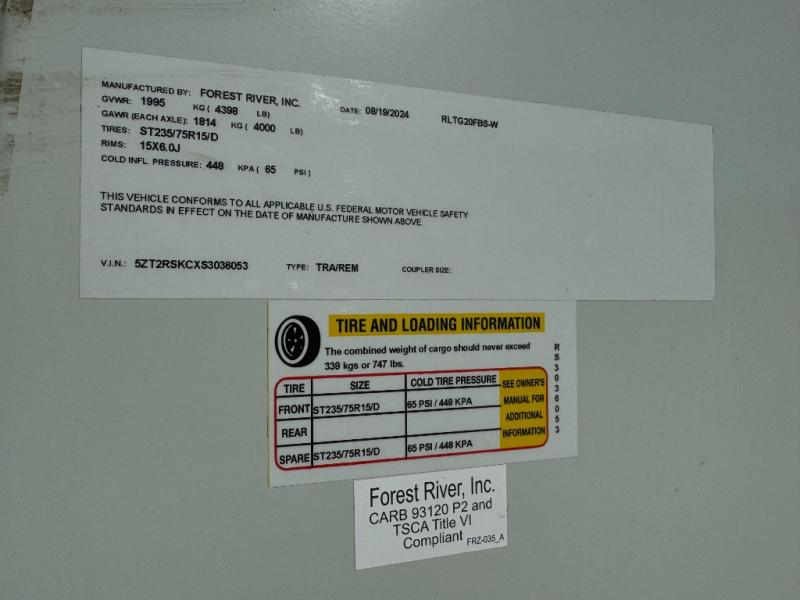 MANUFACTURED BY: FOREST RIVER, INC.
GVWR: 1995 KG ( 4398 LB) DATE: 08/19/2024 RLTG20FBS-W
GAWR (EACH AXLE): 1814 KG ( 4000 LB)
TIRES: ST235/75R15/D
RIMS: 15X6.0J
COLD INFL. PRESSURE: 448 KPA ( 65 PSI )
THIS VEHICLE CONFORMS TO ALL APPLICABLE U.S. FEDERAL MOTOR VEHICLE SAFETY
STANDARDS IN EFFECT ON THE DATE OF MANUFACTURE SHOWN ABOVE.
V.I.N.: 5ZT2RSKCXS3036053 TYPE: TRA/REM COUPLER SIZE:
TIRE AND LOADING INFORMATION
The combined weight of cargo should never exceed
339 kgs or 747 lbs.
TIRE SIZE COLD TIRE PRESSURE
FRONT ST235/75R15/D 65 PSI / 448 KPA
REAR
SPARE ST235/75R15/D 65 PSI / 448 KPA
SEE OWNER'S
MANUAL FOR
ADDITIONAL
INFORMATION
RS3036053
Forest River, Inc.
CARB 93120 P2 and
TSCA Title VI
Compliant FRZ-035_A